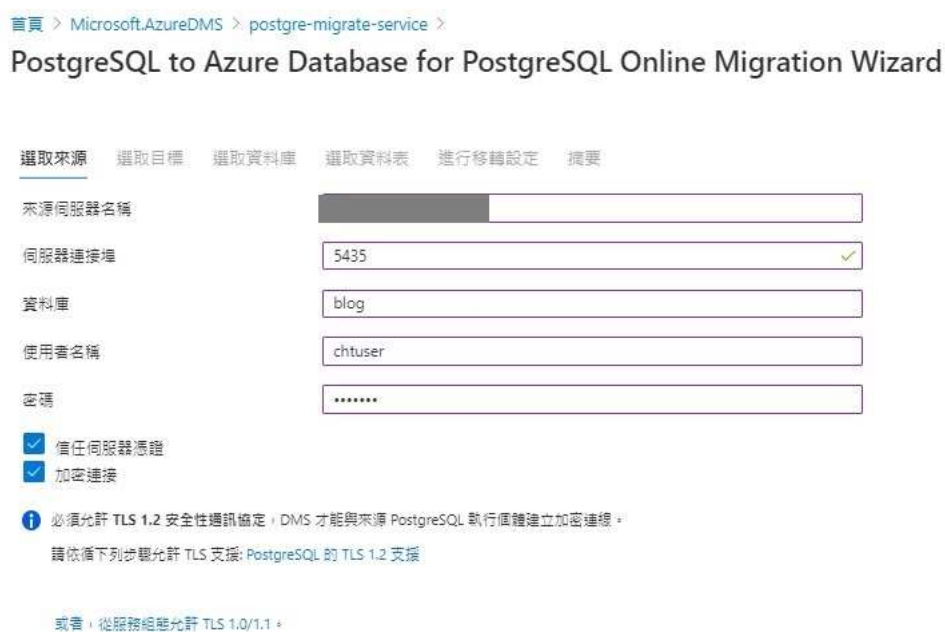 首頁 > Microsoft.AzureDMS > postgre-migrate-service >
PostgreSQL to Azure Database for PostgreSQL Online Migration Wizard
選取來源 選取目標 選取資料庫 選取資料表 進行移轉設定 摘要
來源伺服器名稱
伺服器連接埠 5435
資料庫 blog
使用者名稱 chtuser
密碼 •••••••
信任伺服器憑證
加密連接
必須允許 TLS 1.2 安全性通訊協定，DMS 才能與來源 PostgreSQL 執行個體建立加密連線。
請依循下列步驟允許 TLS 支援: PostgreSQL 的 TLS 1.2 支援
或者，從服務組態允許 TLS 1.0/1.1。